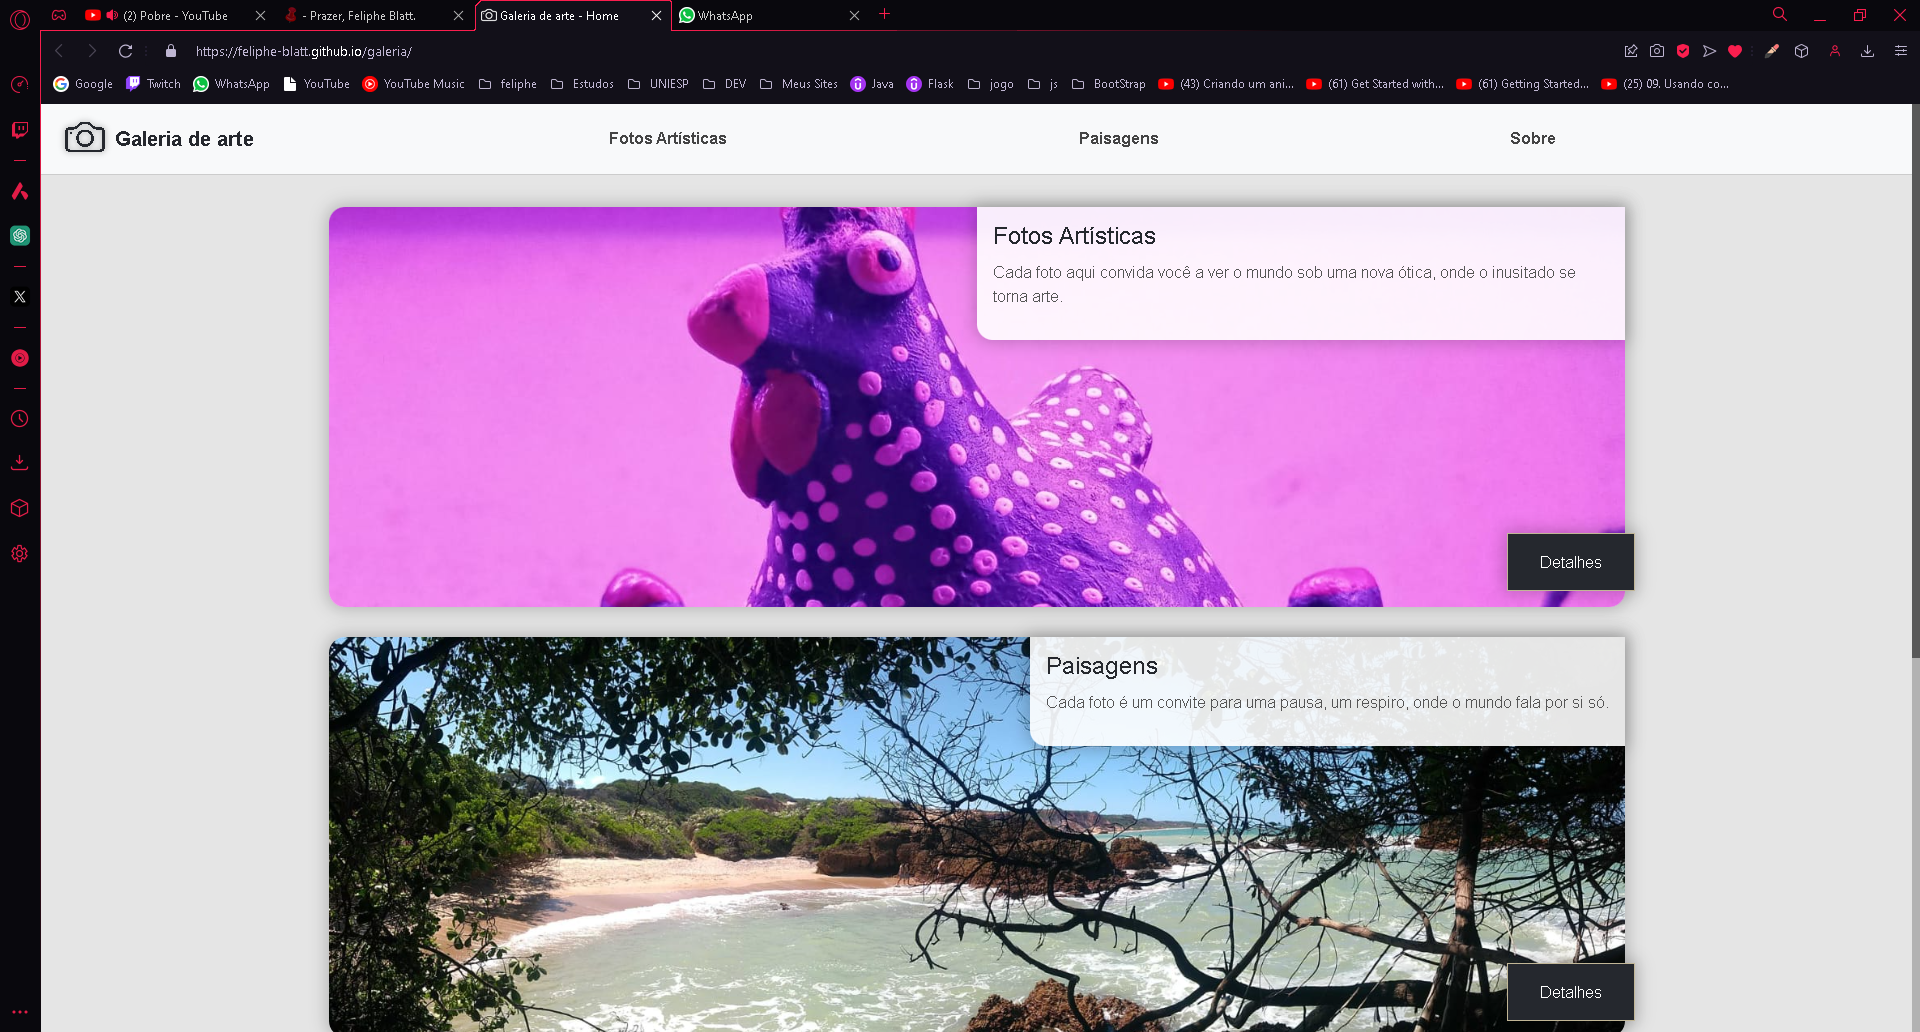 (2) Pobre - YouTube
- Prazer, Feliphe Blatt.
Galeria de arte - Home
WhatsApp
https://feliphe-blatt.github.io/galeria/
Google
Twitch
WhatsApp
YouTube
YouTube Music
feliphe
Estudos
UNIESP
DEV
Meus Sites
Java
Flask
jogo
js
BootStrap
(43) Criando um ani...
(61) Get Started with...
(61) Getting Started...
(25) 09. Usando co...
Galeria de arte
Fotos Artísticas
Paisagens
Sobre
Fotos Artísticas
Cada foto aqui convida você a ver o mundo sob uma nova ótica, onde o inusitado se
torna arte.
Detalhes
Paisagens
Cada foto é um convite para uma pausa, um respiro, onde o mundo fala por si só.
Detalhes